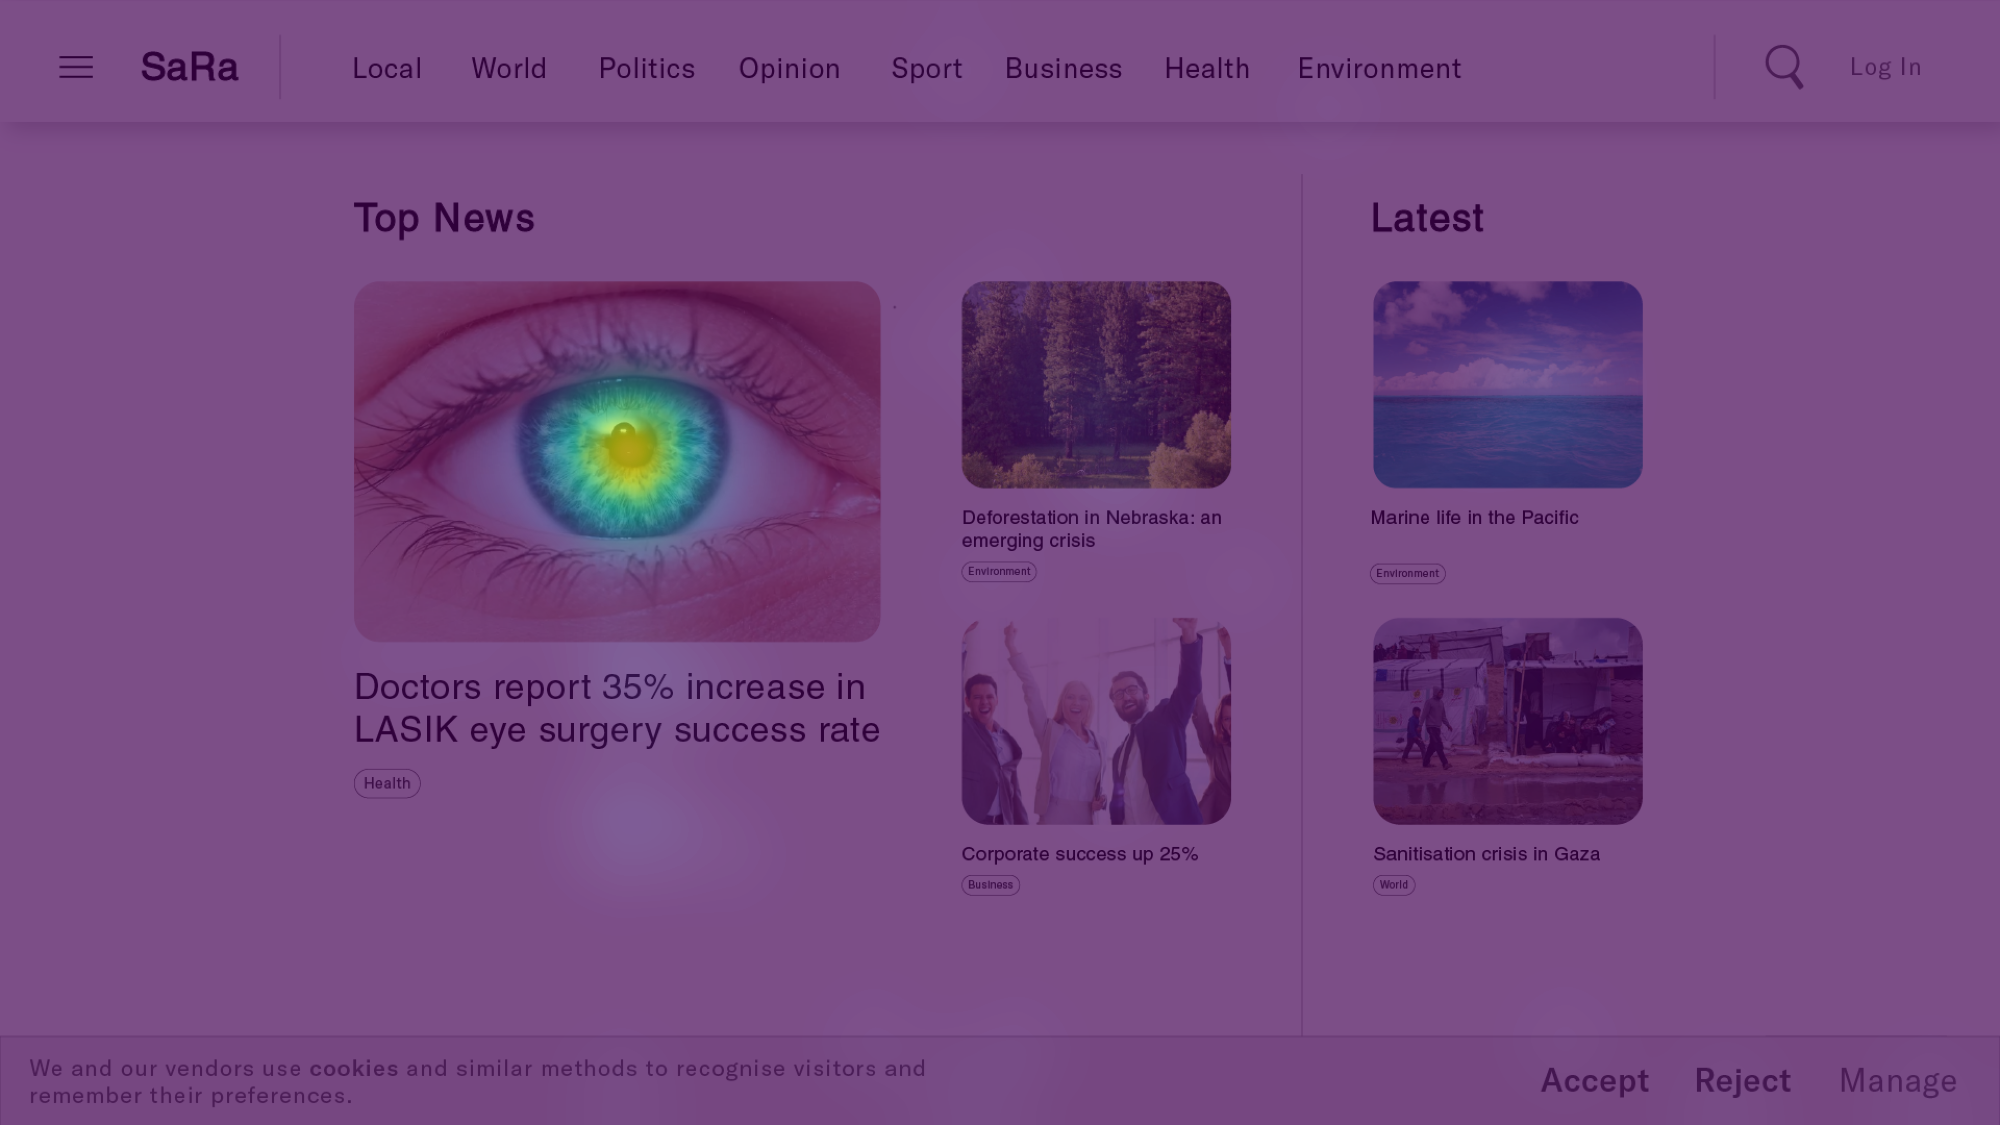 SaRa
Local World Politics Opinion Sport Business Health Environment
Log In
Top News
Doctors report 35% increase in
LASIK eye surgery success rate
Health
Deforestation in Nebraska: an
emerging crisis
Environment
Corporate success up 25%
Business
Latest
Marine life in the Pacific
Environment
Sanitisation crisis in Gaza
World
We and our vendors use cookies and similar methods to recognise visitors and
remember their preferences.
Accept Reject Manage